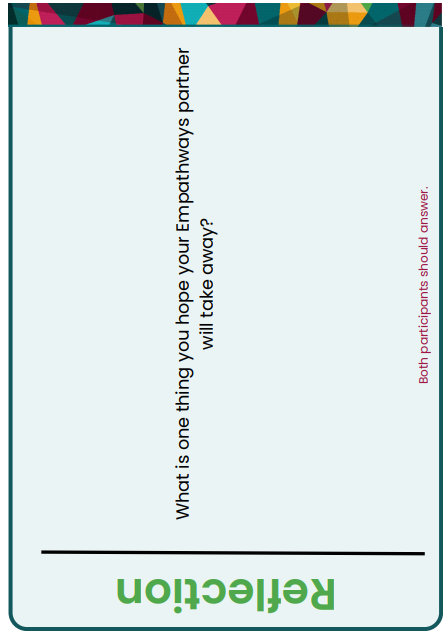 Reflection
What is one thing you hope your Empathways partner
will take away?
Both participants should answer.